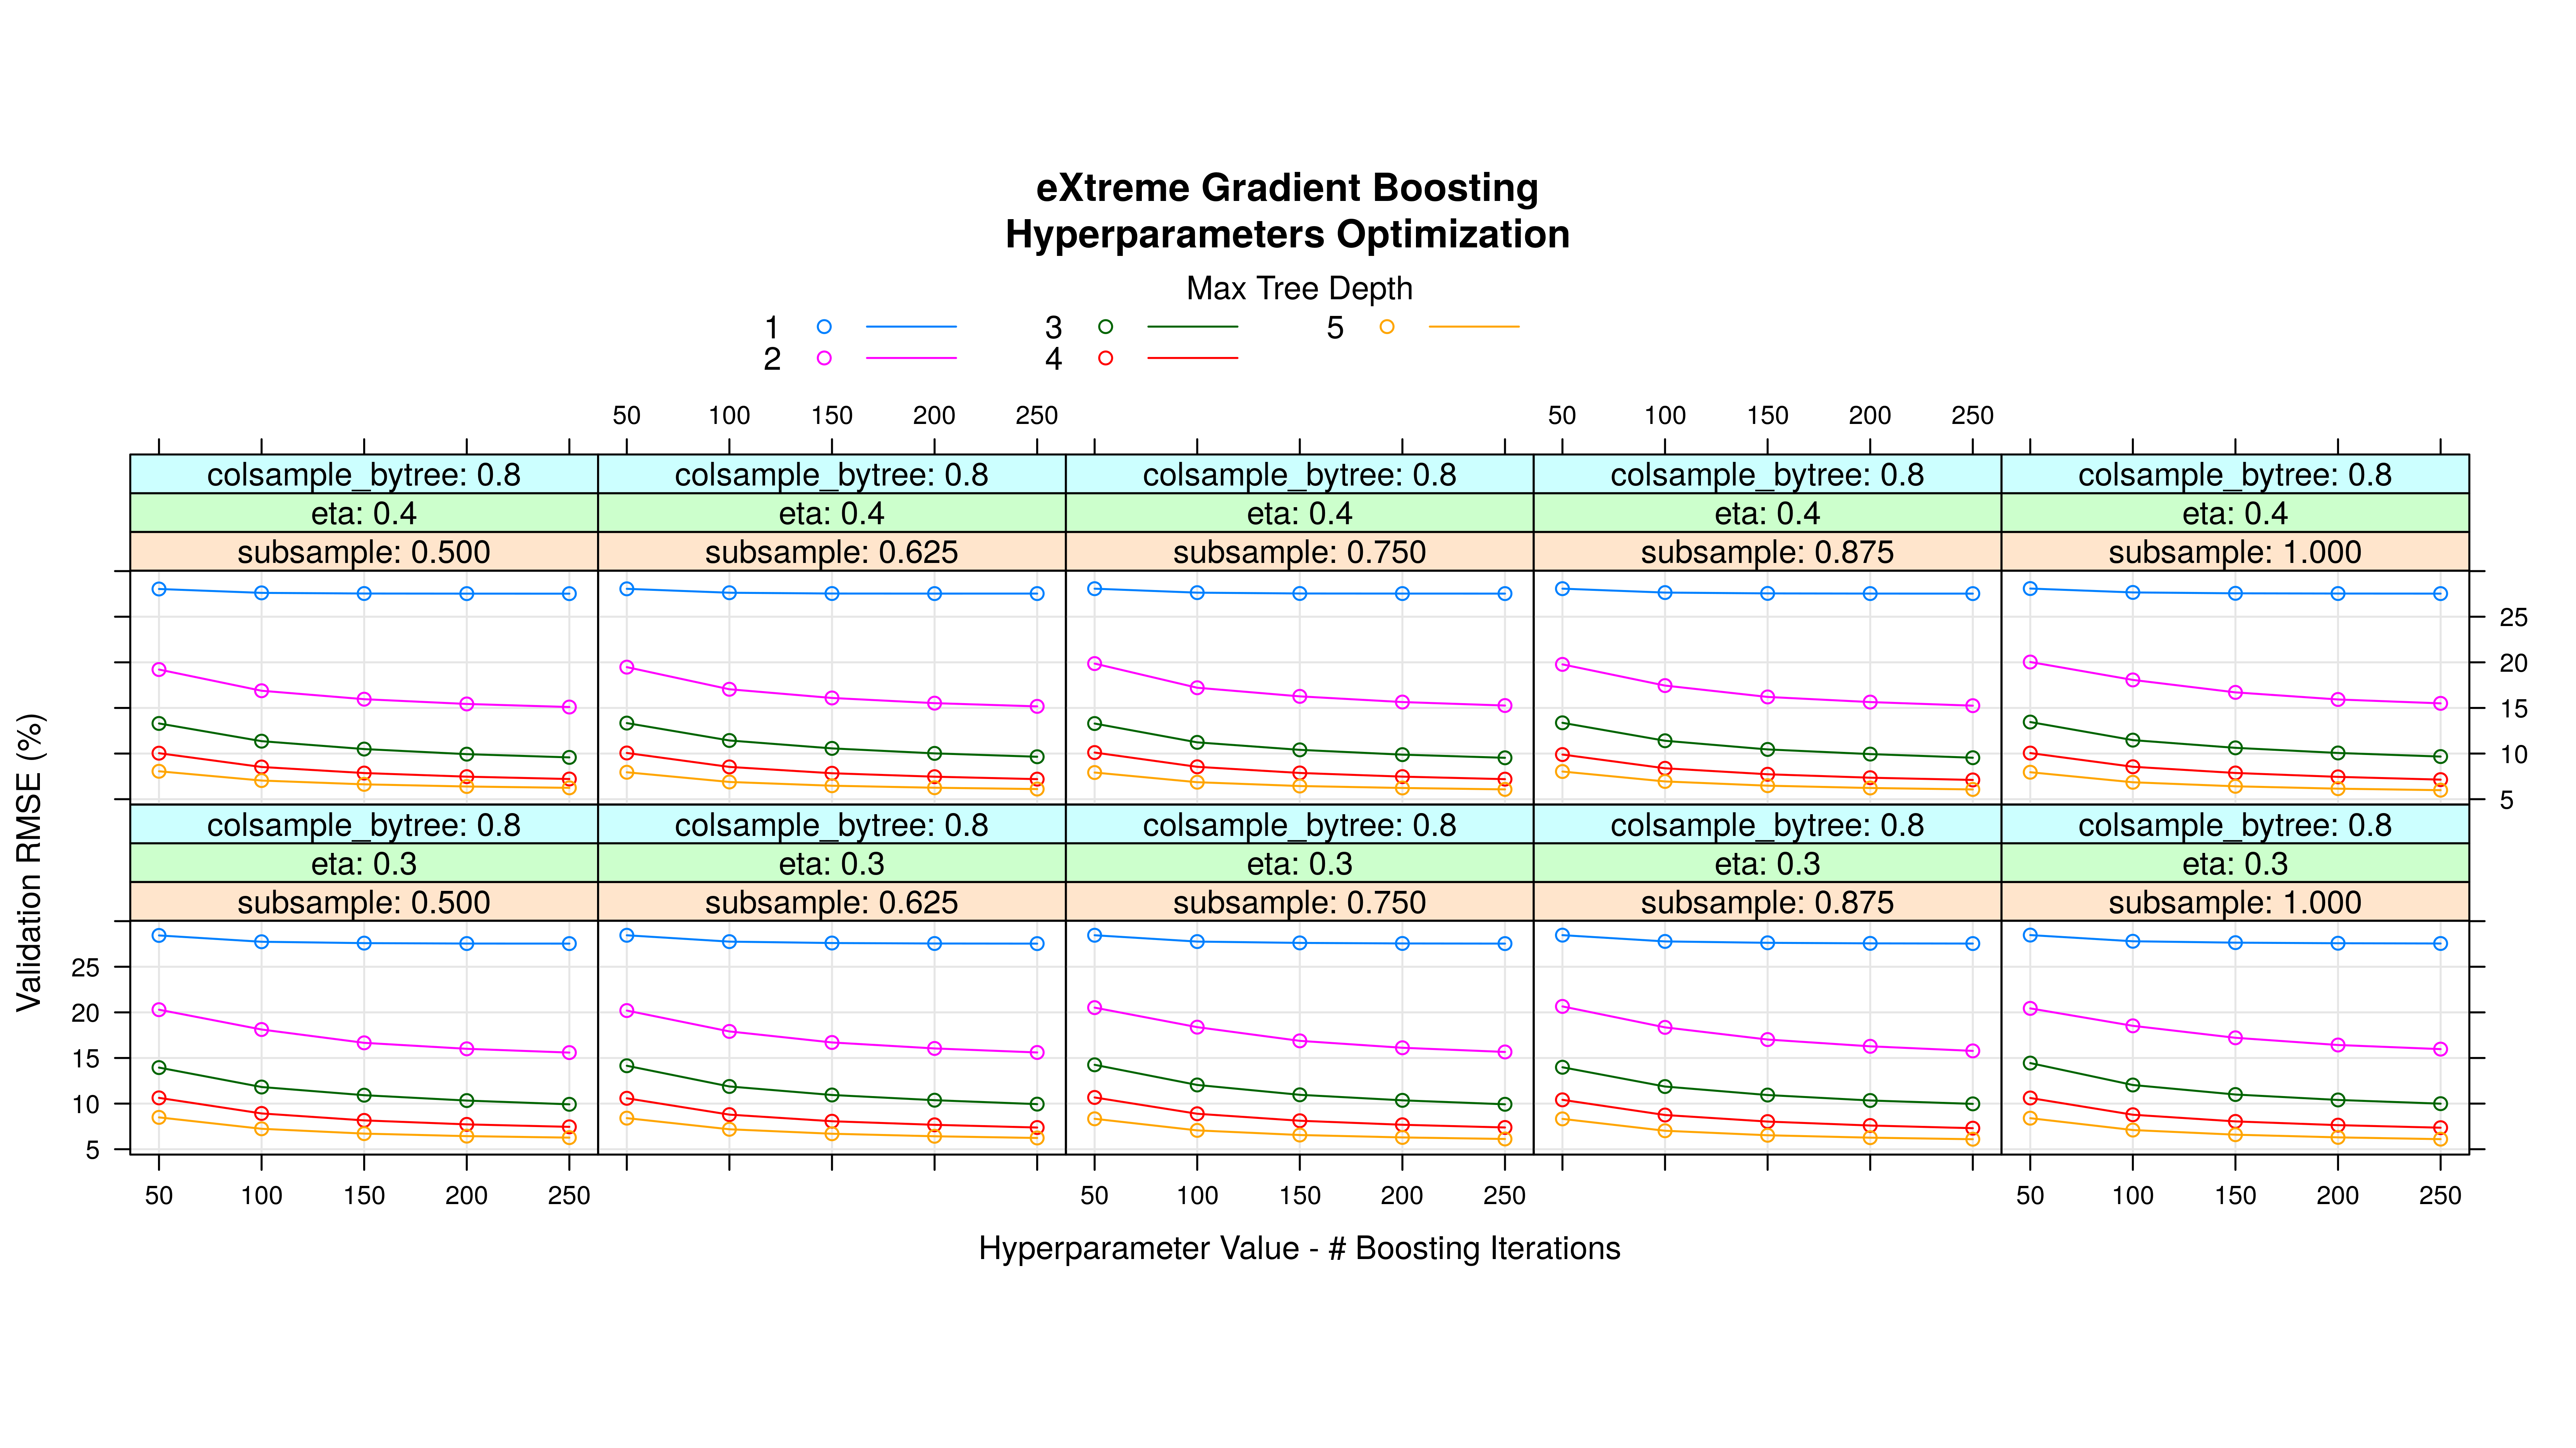 eXtreme Gradient Boosting
Hyperparameters Optimization
Max Tree Depth
1 3 5
2 4
50 100 150 200 250 50 100 150 200 250
colsample_bytree: 0.8 colsample_bytree: 0.8 colsample_bytree: 0.8 colsample_bytree: 0.8 colsample_bytree: 0.8
eta: 0.4 eta: 0.4 eta: 0.4 eta: 0.4 eta: 0.4
subsample: 0.500 subsample: 0.625 subsample: 0.750 subsample: 0.875 subsample: 1.000
25
20
15
10
5
colsample_bytree: 0.8 colsample_bytree: 0.8 colsample_bytree: 0.8 colsample_bytree: 0.8 colsample_bytree: 0.8
eta: 0.3 eta: 0.3 eta: 0.3 eta: 0.3 eta: 0.3
subsample: 0.500 subsample: 0.625 subsample: 0.750 subsample: 0.875 subsample: 1.000
Validation RMSE (%)
25
20
15
10
5
50 100 150 200 250 50 100 150 200 250 50 100 150 200 250
Hyperparameter Value - # Boosting Iterations